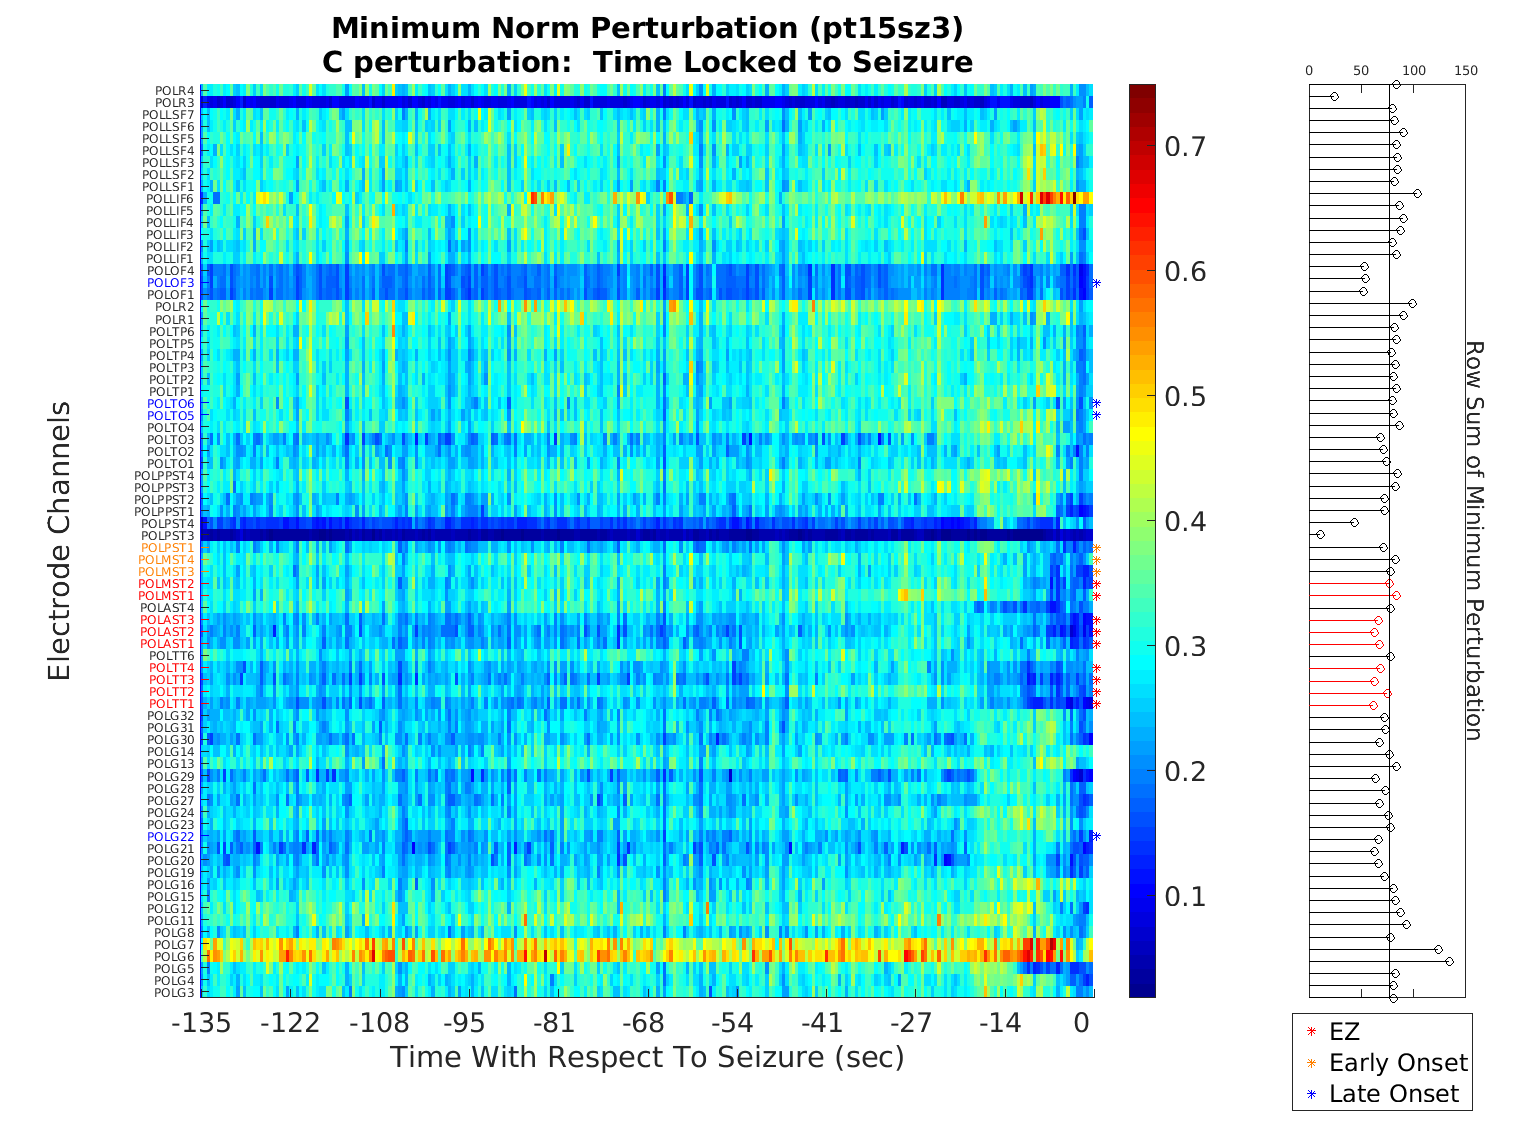 Minimum Norm Perturbation (pt15sz3)
C perturbation:  Time Locked to Seizure
Electrode Channels
POLR4
POLR3
POLLSF7
POLLSF6
POLLSF5
POLLSF4
POLLSF3
POLLSF2
POLLSF1
POLLIF6
POLLIF5
POLLIF4
POLLIF3
POLLIF2
POLLIF1
POLOF4
POLOF3
POLOF1
POLR2
POLR1
POLTP6
POLTP5
POLTP4
POLTP3
POLTP2
POLTP1
POLTO6
POLTO5
POLTO4
POLTO3
POLTO2
POLTO1
POLPPST4
POLPPST3
POLPPST2
POLPPST1
POLPST4
POLPST3
POLPST1
POLMST4
POLMST3
POLMST2
POLMST1
POLAST4
POLAST3
POLAST2
POLAST1
POLTT6
POLTT4
POLTT3
POLTT2
POLTT1
POLG32
POLG31
POLG30
POLG14
POLG13
POLG29
POLG28
POLG27
POLG24
POLG23
POLG22
POLG21
POLG20
POLG19
POLG16
POLG15
POLG12
POLG11
POLG8
POLG7
POLG6
POLG5
POLG4
POLG3
-135 -122 -108 -95 -81 -68 -54 -41 -27 -14 0
Time With Respect To Seizure (sec)
0.7
0.6
0.5
0.4
0.3
0.2
0.1
0 50 100 150
Row Sum of Minimum Perturbation
EZ
Early Onset
Late Onset